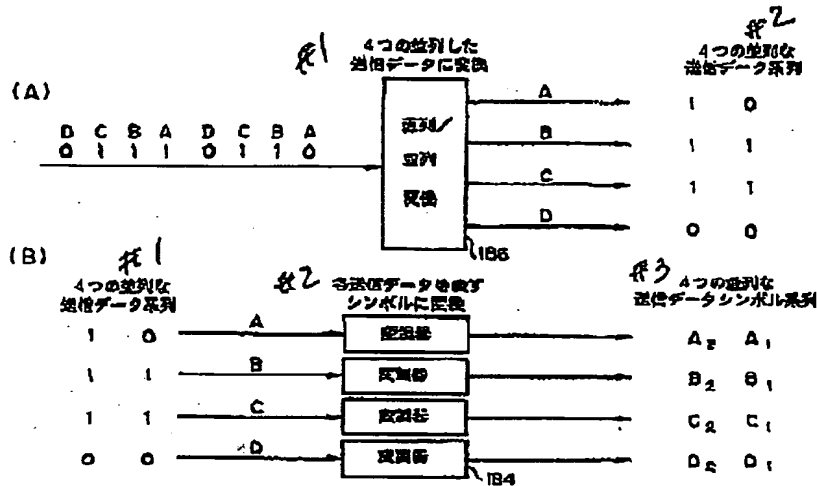 #1 4つの並列した
送信データに変換
#2
4つの並列な
送信データ系列
(A)
D C B A D C B A
0 1 1 1 0 1 1 0
直列/
並列
変換
186
A 1 0
B 1 1
C 1 1
D 0 0
(B)
#1
4つの並列な
送信データ系列
#2 各送信データを表す
シンボルに変換
#3 4つの並列な
送信データシンボル系列
1 0 A 変調器 A2 A1
1 1 B 変調器 B2 B1
1 1 C 変調器 C2 C1
0 0 D 変調器 D2 D1
184